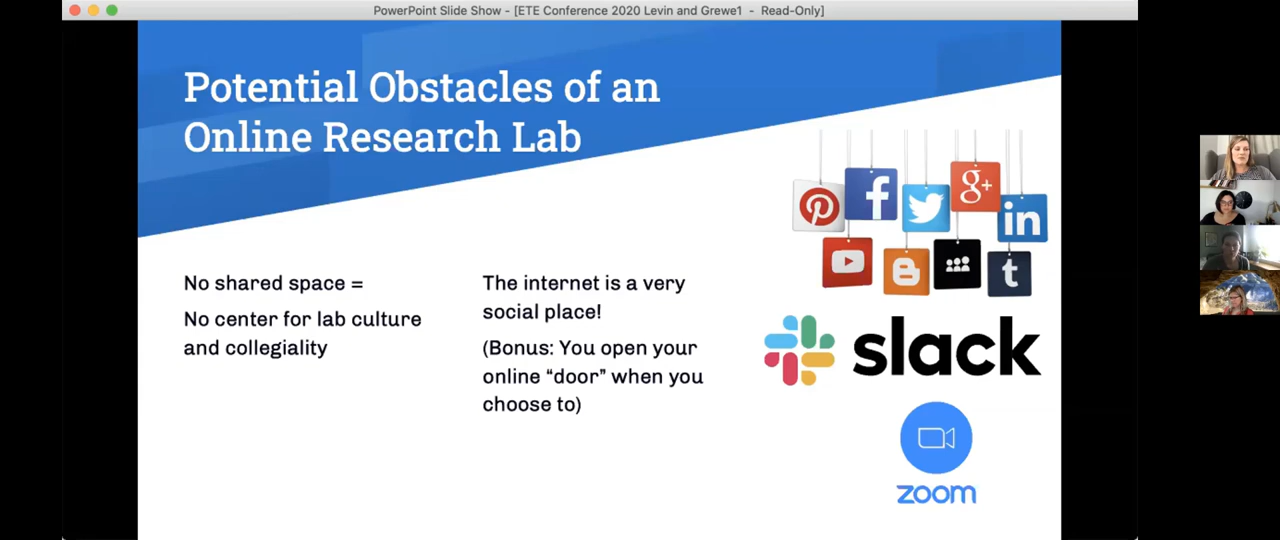 PowerPoint Slide Show - [ETE Conference 2020 Levin and Grewe1 - Read-Only]
Potential Obstacles of an
Online Research Lab
No shared space =
No center for lab culture
and collegiality
The internet is a very
social place!
(Bonus: You open your
online “door” when you
choose to)
f
g+
in
t
slack
zoom